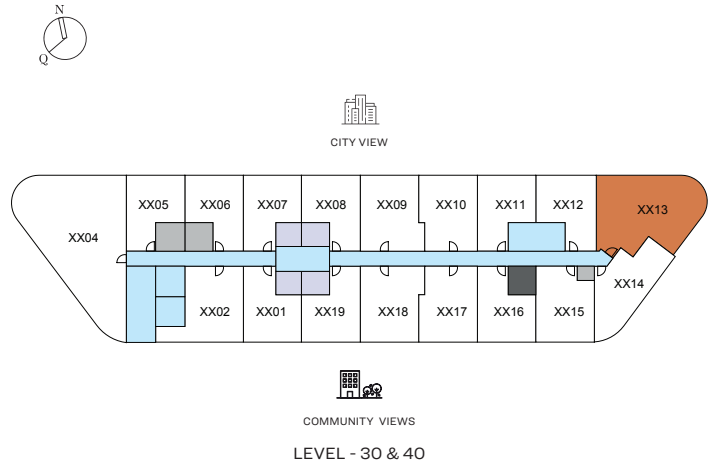 N
Q
CITY VIEW
XX05 XX06 XX07 XX08 XX09 XX10 XX11 XX12 XX13
XX04
XX14
XX02 XX01 XX19 XX18 XX17 XX16 XX15
COMMUNITY VIEWS
LEVEL - 30 & 40